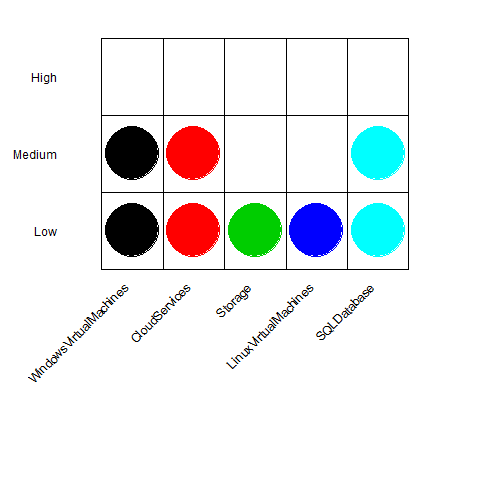 High
Medium
Low
WindowsVirtualMachines
CloudServices
Storage
LinuxVirtualMachines
SQLDatabase